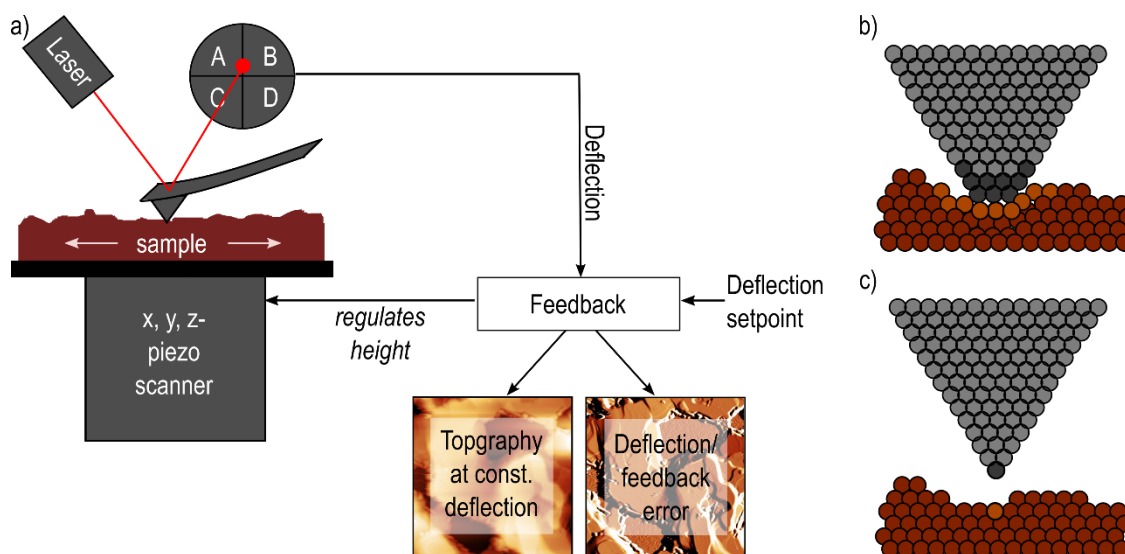 a)
Laser
A B
C D
sample
x, y, z-
piezo
scanner
Deflection
Feedback
Deflection
setpoint
regulates
height
Topgraphy
at const.
deflection
Deflection/
feedback
error
b)
c)